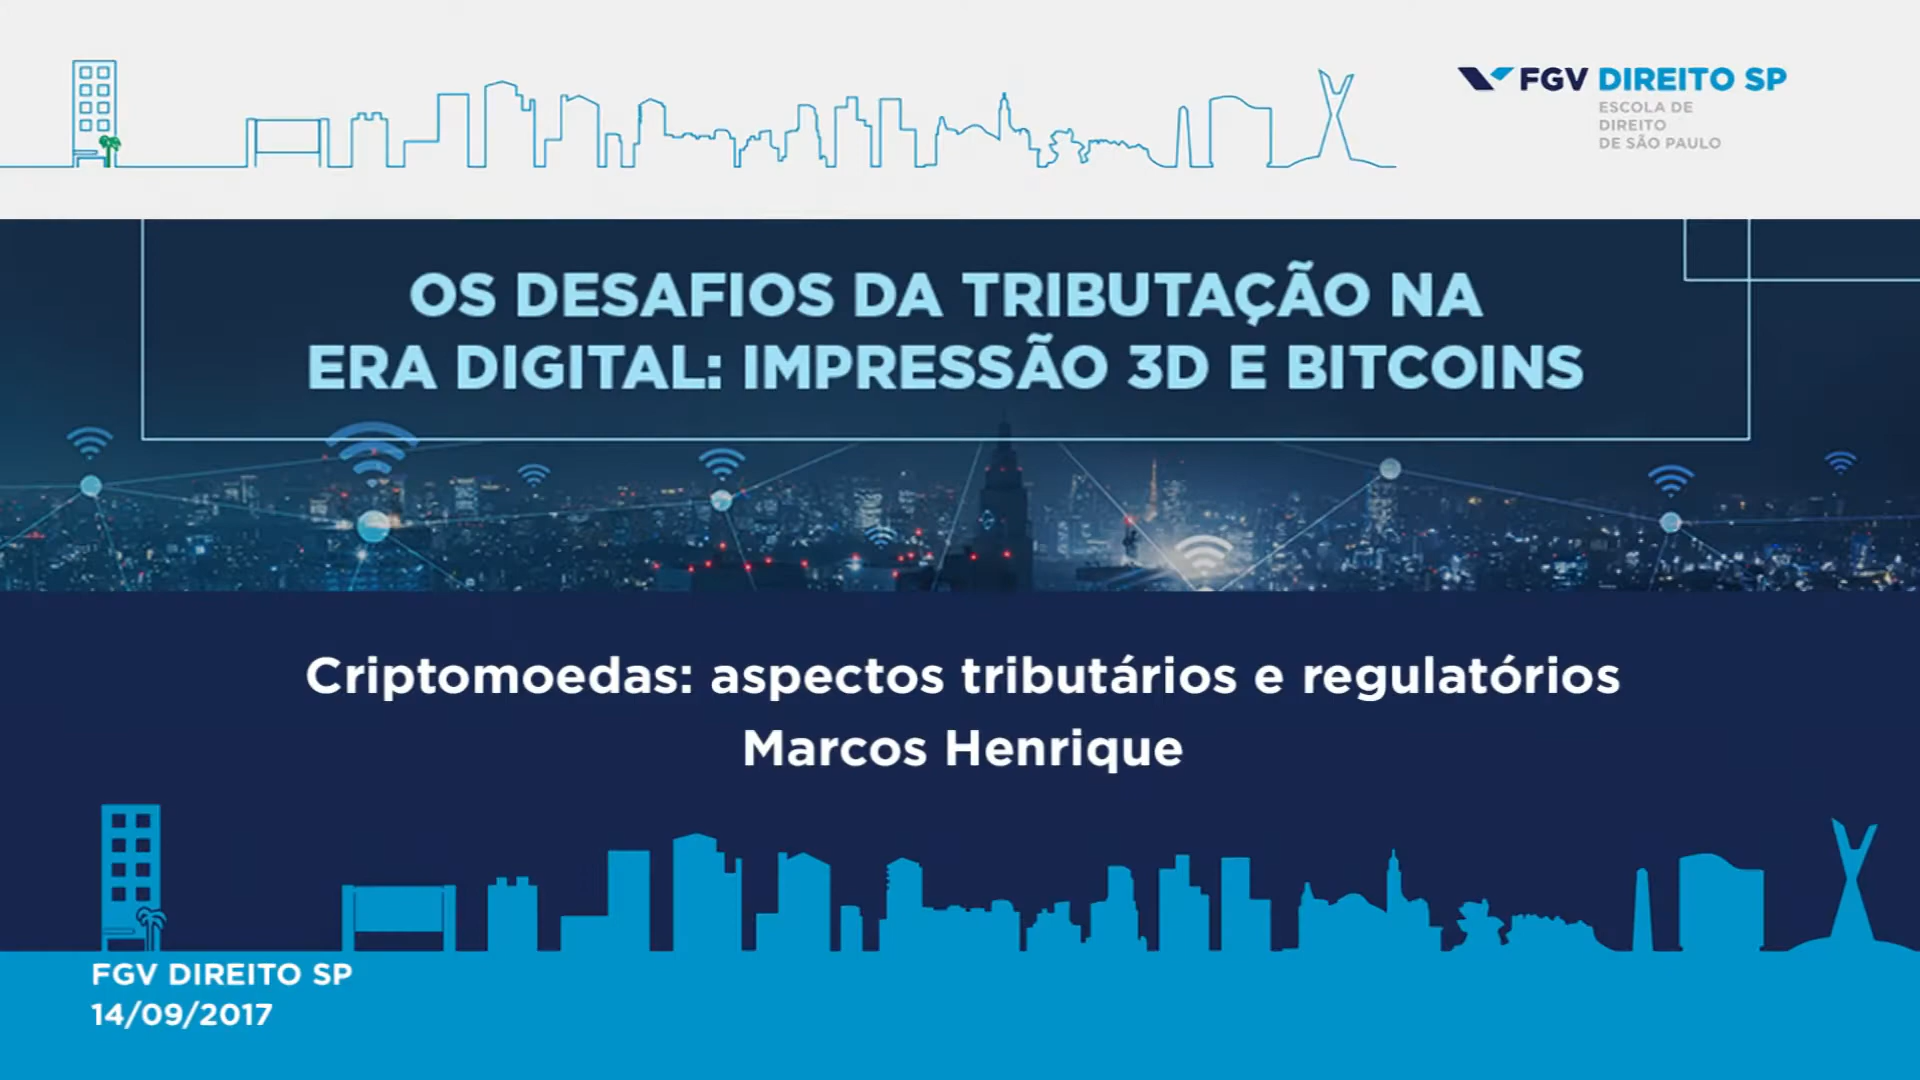 FGV DIREITO SP
ESCOLA DE
DIREITO
DE SÃO PAULO
OS DESAFIOS DA TRIBUTAÇÃO NA
ERA DIGITAL: IMPRESSÃO 3D E BITCOINS
Criptomoedas: aspectos tributários e regulatórios
Marcos Henrique
FGV DIREITO SP
14/09/2017